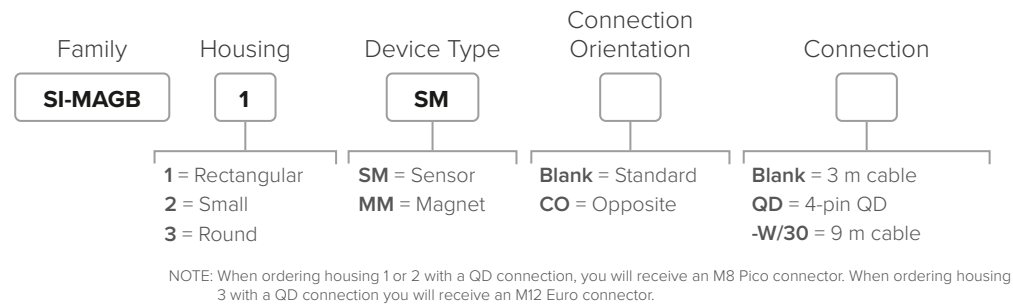 Family
Housing
Device Type
Connection
Orientation
Connection
SI-MAGB
1
SM
1 = Rectangular
2 = Small
3 = Round
SM = Sensor
MM = Magnet
Blank = Standard
CO = Opposite
Blank = 3 m cable
QD = 4-pin QD
-W/30 = 9 m cable
NOTE: When ordering housing 1 or 2 with a QD connection, you will receive an M8 Pico connector. When ordering housing
3 with a QD connection you will receive an M12 Euro connector.